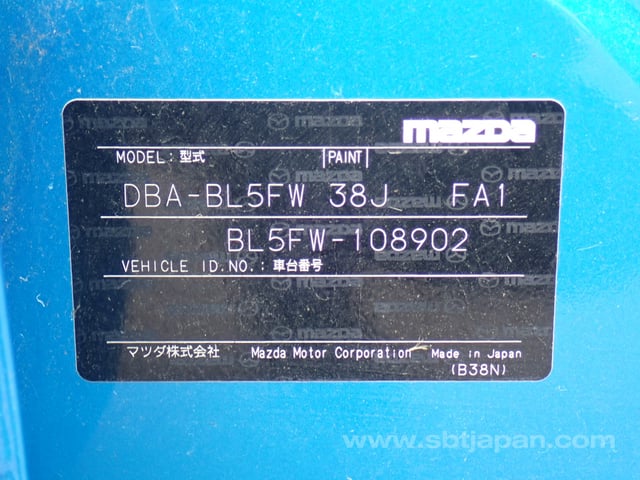 mazda
MODEL: 型式 PAINT
DBA-BL5FW 38J FA1
BL5FW-108902
VEHICLE ID.NO.: 車台番号
マツダ株式会社 Mazda Motor Corporation Made in Japan
(B38N)
www.sbtjapan.com